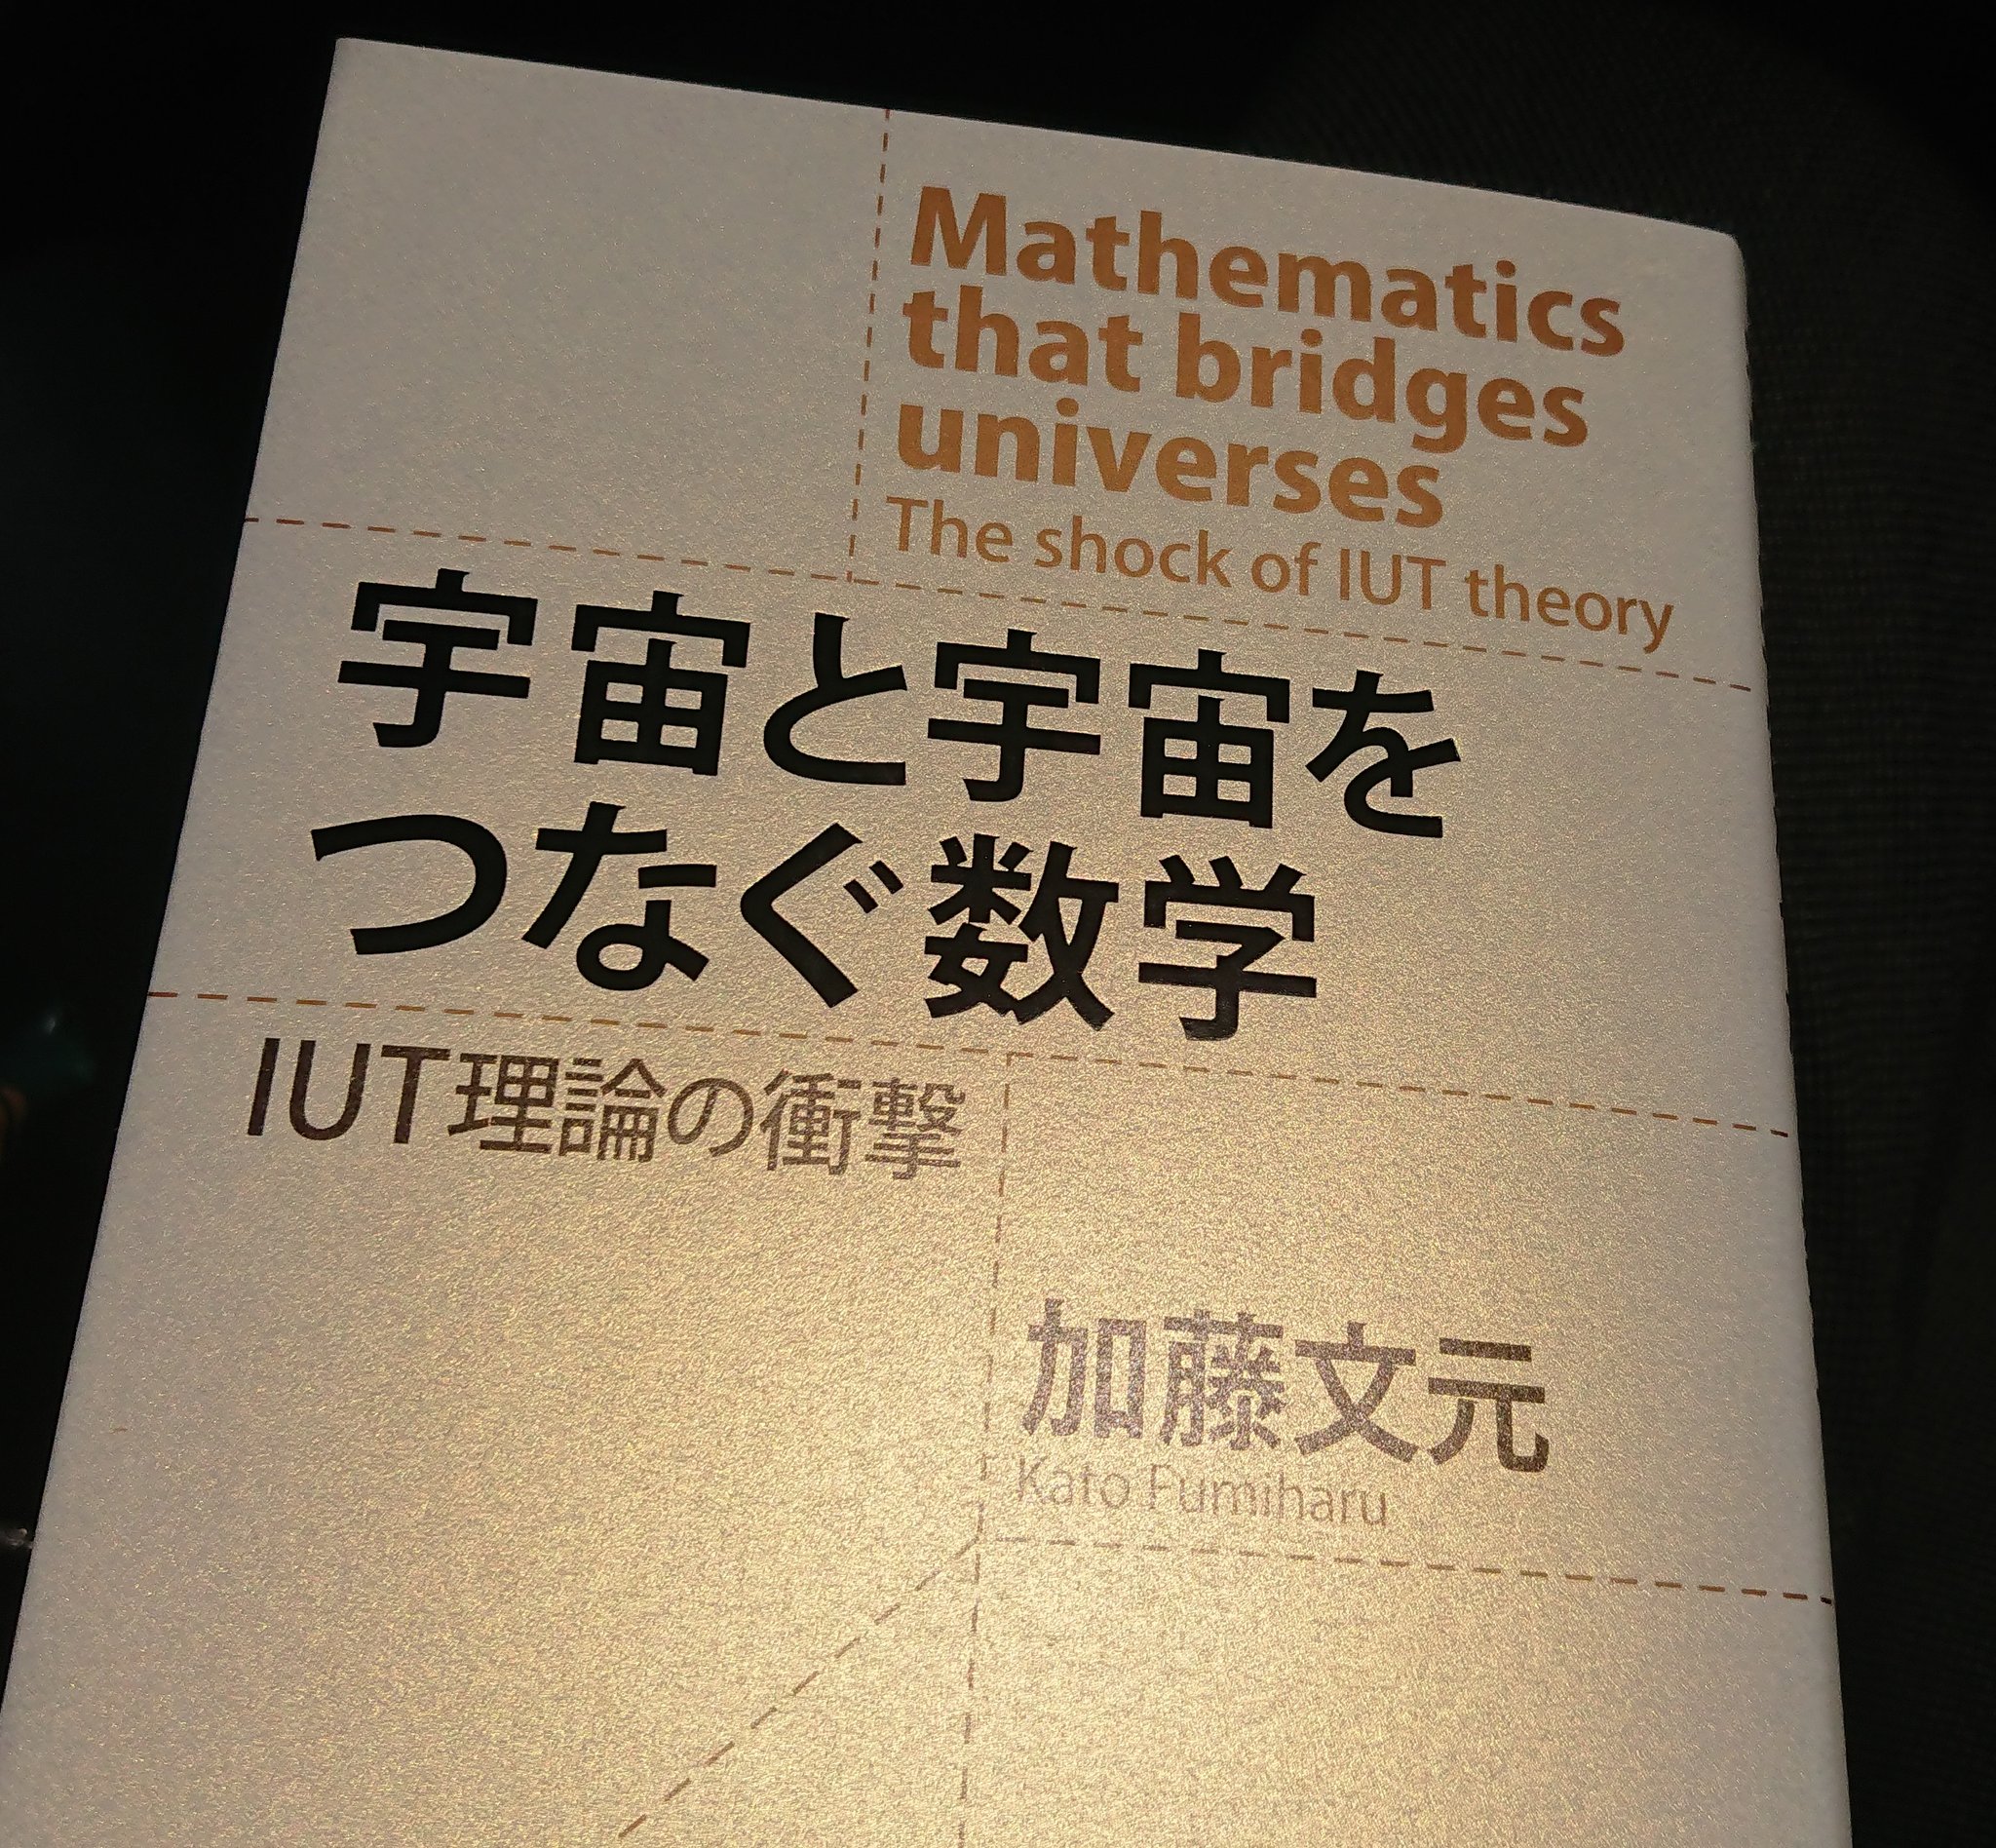 Mathematics
that bridges
universes
The shock of IUT theory
宇宙と宇宙を
つなぐ数学
IUT理論の衝撃
加藤文元
Kato Fumiharu